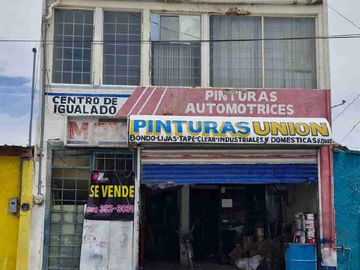 CENTRO DE
IGUALADO
PINTURAS
AUTOMOTRICES
PINTURAS UNION
BONDO·LIJAS·TAPE·CLEAR·INDUSTRIALES Y DOMESTICAS
SE VENDE